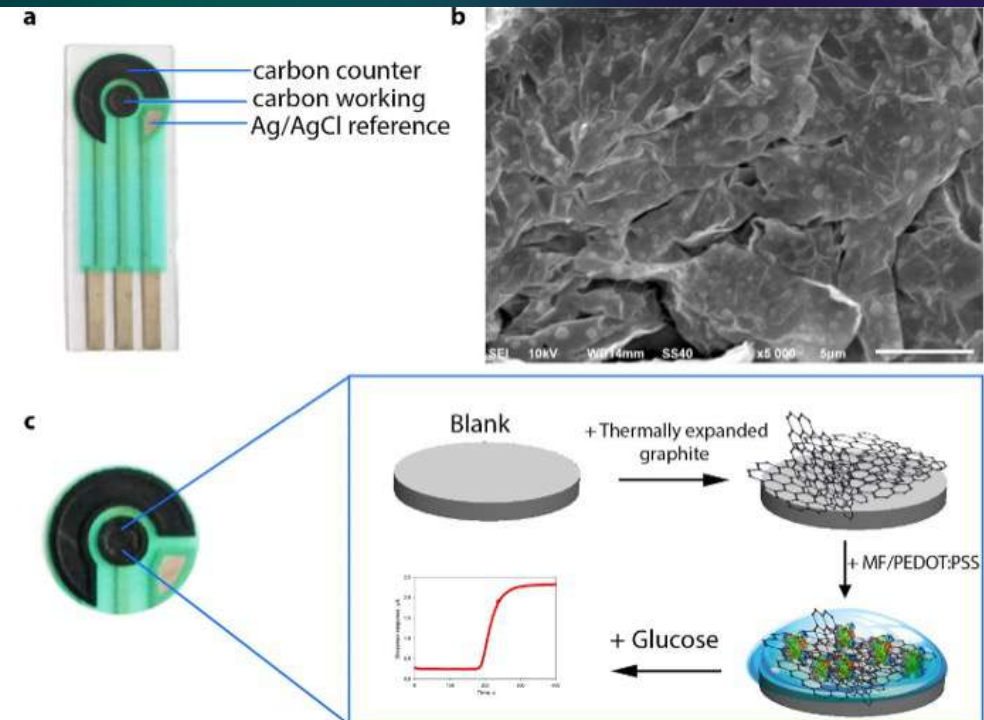 a
carbon counter
carbon working
Ag/AgCl reference
b
SEI 10kV WD14mm SS40 x5 000 5µm
c
Blank
+ Thermally expanded
graphite
+ MF/PEDOT:PSS
+ Glucose